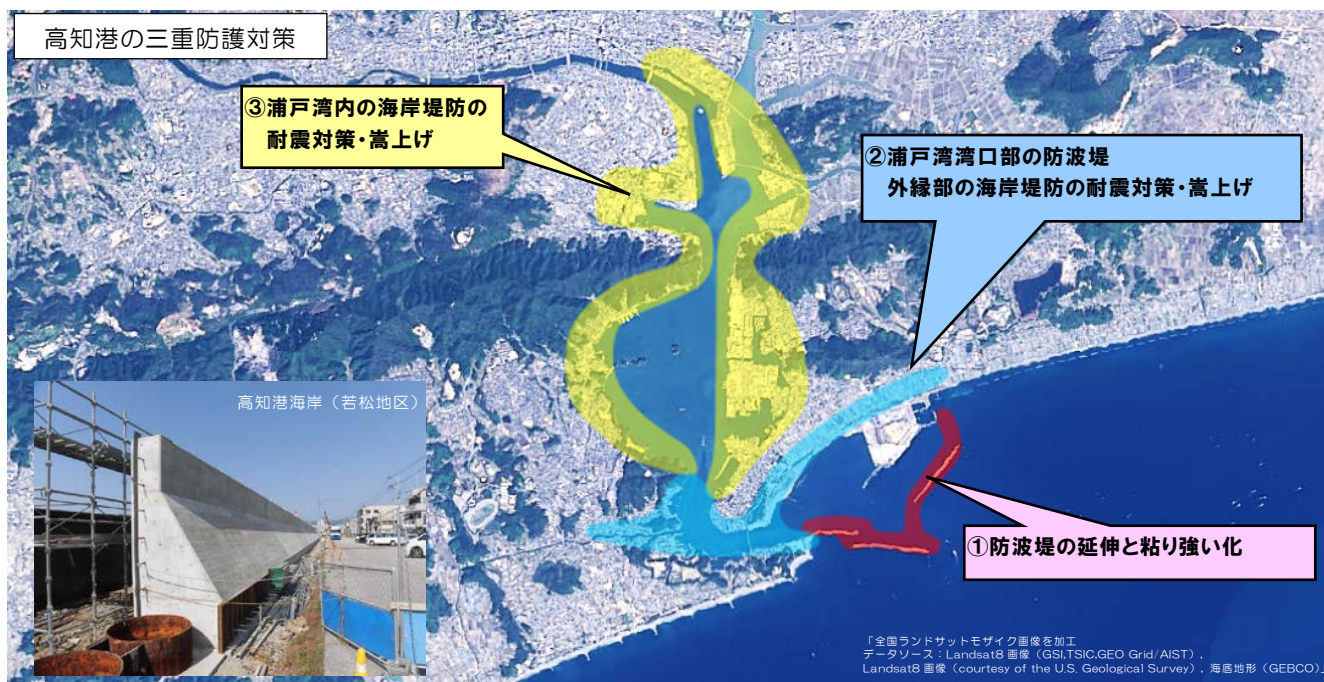 高知港の三重防護対策
③浦戸湾内の海岸堤防の
耐震対策・嵩上げ
②浦戸湾湾口部の防波堤
外縁部の海岸堤防の耐震対策・嵩上げ
高知港海岸(若松地区)
①防波堤の延伸と粘り強い化
「全国ランドサットモザイク画像を加工
データソース:Landsat8 画像(GSI,TSIC,GEO Grid/AIST),
Landsat8 画像(courtesy of the U.S. Geological Survey), 海底地形(GEBCO)」